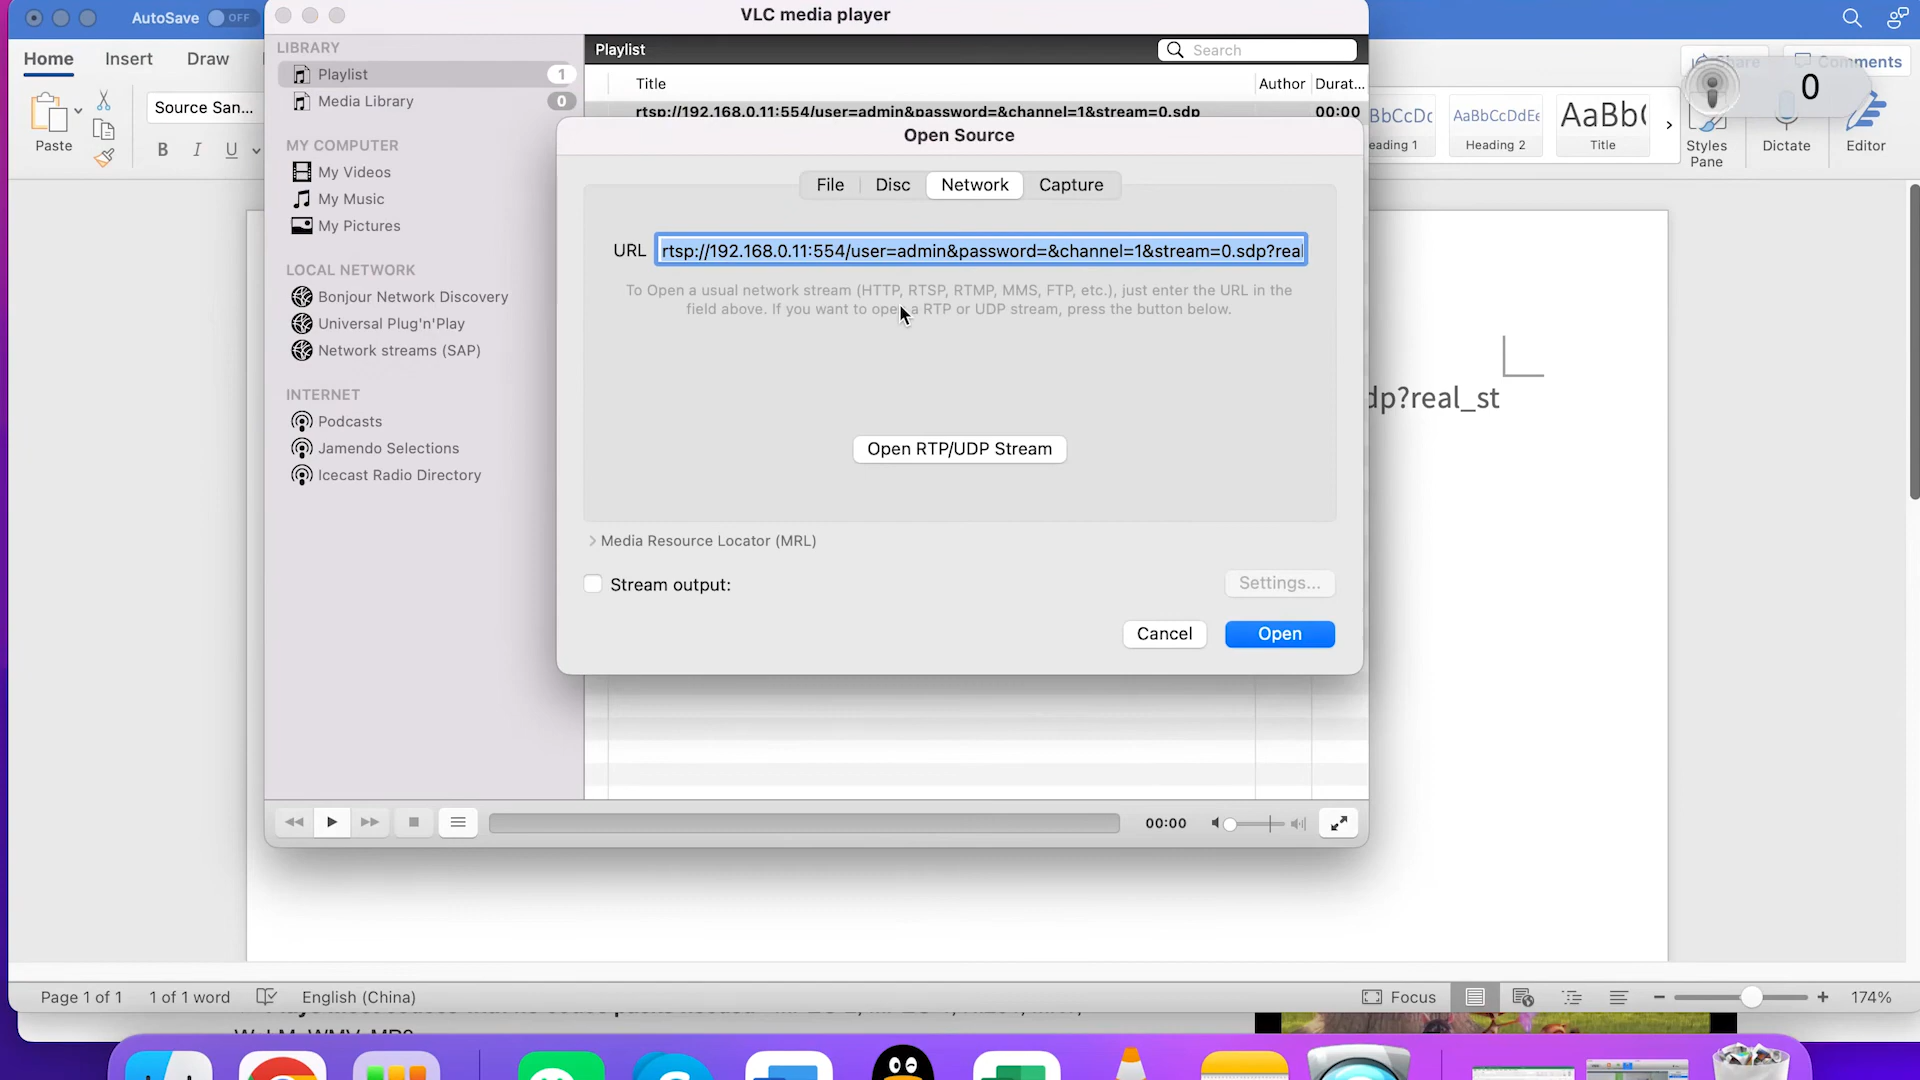 AutoSave OFF
Home Insert Draw
Share Comments
0
Source San...
Paste
B I U
BbCcDc
eading 1
AaBbCcDdEe
Heading 2
AaBb(
Title
Styles
Pane
Dictate
Editor
VLC media player
LIBRARY
Playlist 1
Media Library 0
MY COMPUTER
My Videos
My Music
My Pictures
LOCAL NETWORK
Bonjour Network Discovery
Universal Plug'n'Play
Network streams (SAP)
INTERNET
Podcasts
Jamendo Selections
Icecast Radio Directory
Playlist
Search
Title Author Durat...
rtsp://192.168.0.11:554/user=admin&password=&channel=1&stream=0.sdp 00:00
Open Source
File Disc Network Capture
URL rtsp://192.168.0.11:554/user=admin&password=&channel=1&stream=0.sdp?real
To Open a usual network stream (HTTP, RTSP, RTMP, MMS, FTP, etc.), just enter the URL in the
field above. If you want to open a RTP or UDP stream, press the button below.
Open RTP/UDP Stream
Media Resource Locator (MRL)
Stream output:
Settings...
Cancel Open
dp?real_st
00:00
Page 1 of 1 1 of 1 word English (China)
Focus
174%